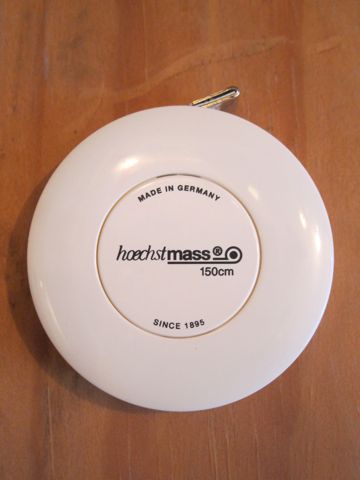 MADE IN GERMANY
hoechstmass®
150cm
SINCE 1895